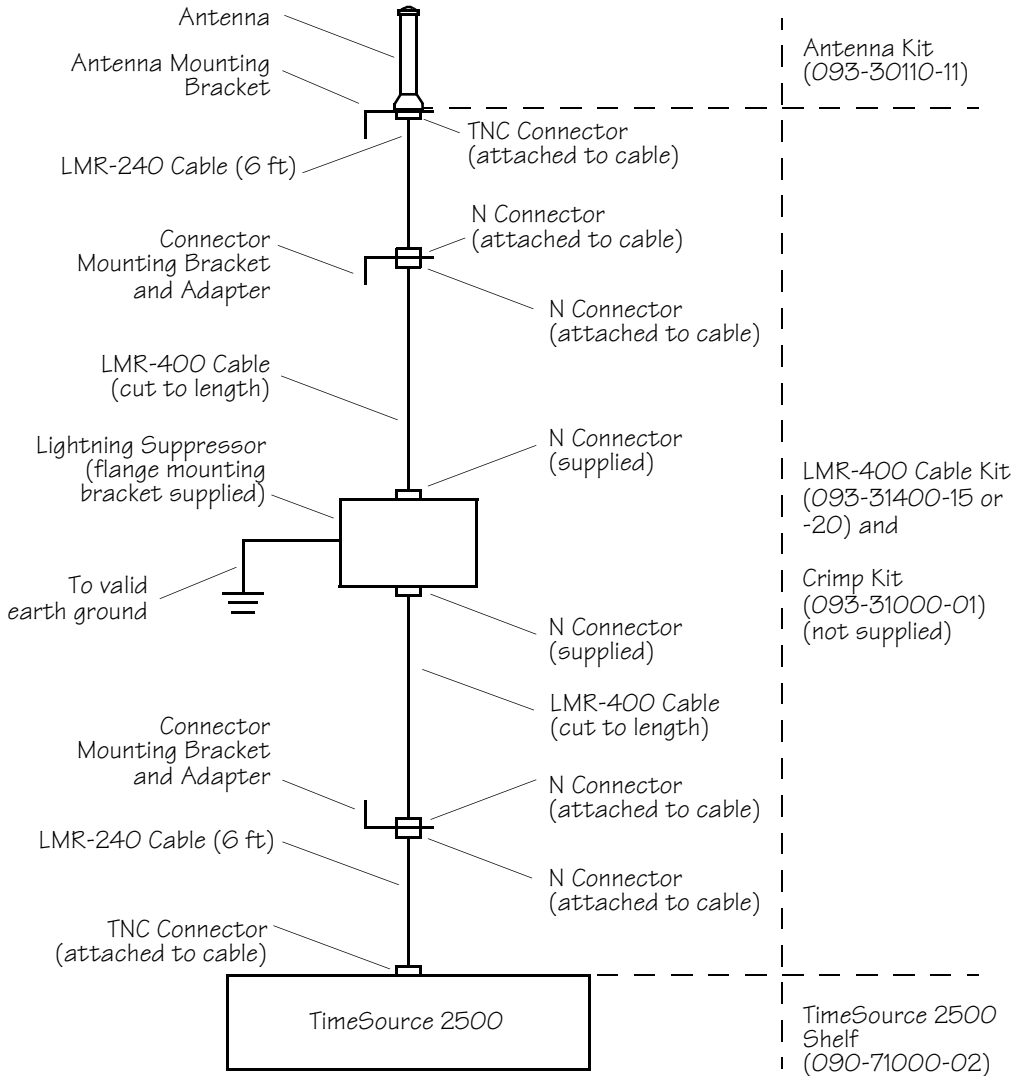 Antenna
Antenna Mounting
Bracket
Antenna Kit
(093-30110-11)
TNC Connector
(attached to cable)
LMR-240 Cable (6 ft)
N Connector
(attached to cable)
Connector
Mounting Bracket
and Adapter
N Connector
(attached to cable)
LMR-400 Cable
(cut to length)
N Connector
(supplied)
Lightning Suppressor
(flange mounting
bracket supplied)
LMR-400 Cable Kit
(093-31400-15 or
-20) and
Crimp Kit
(093-31000-01)
(not supplied)
To valid
earth ground
N Connector
(supplied)
LMR-400 Cable
(cut to length)
Connector
Mounting Bracket
and Adapter
N Connector
(attached to cable)
LMR-240 Cable (6 ft)
N Connector
(attached to cable)
TNC Connector
(attached to cable)
TimeSource 2500
TimeSource 2500
Shelf
(090-71000-02)